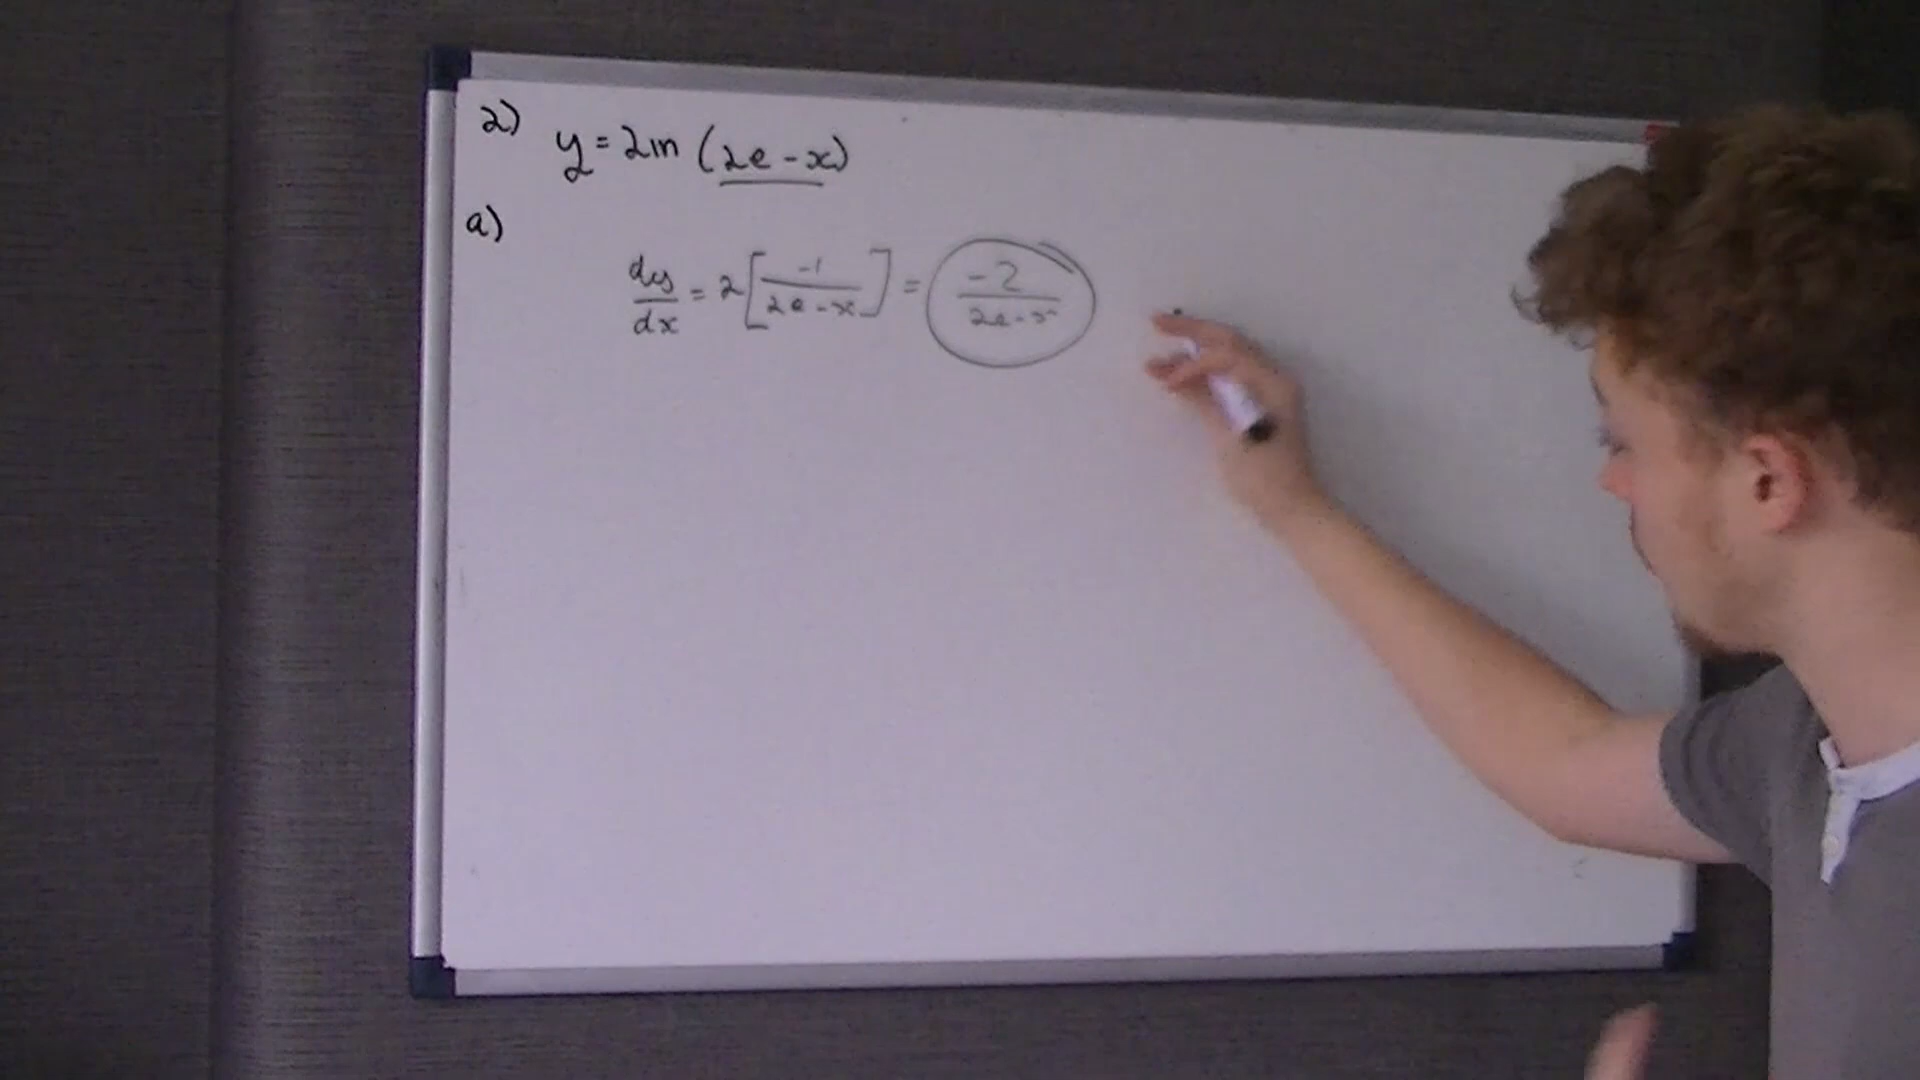 2) y = 2ln (2e - x)
a)
dy/dx = 2[-1/(2e - x)] = -2/(2e - x)